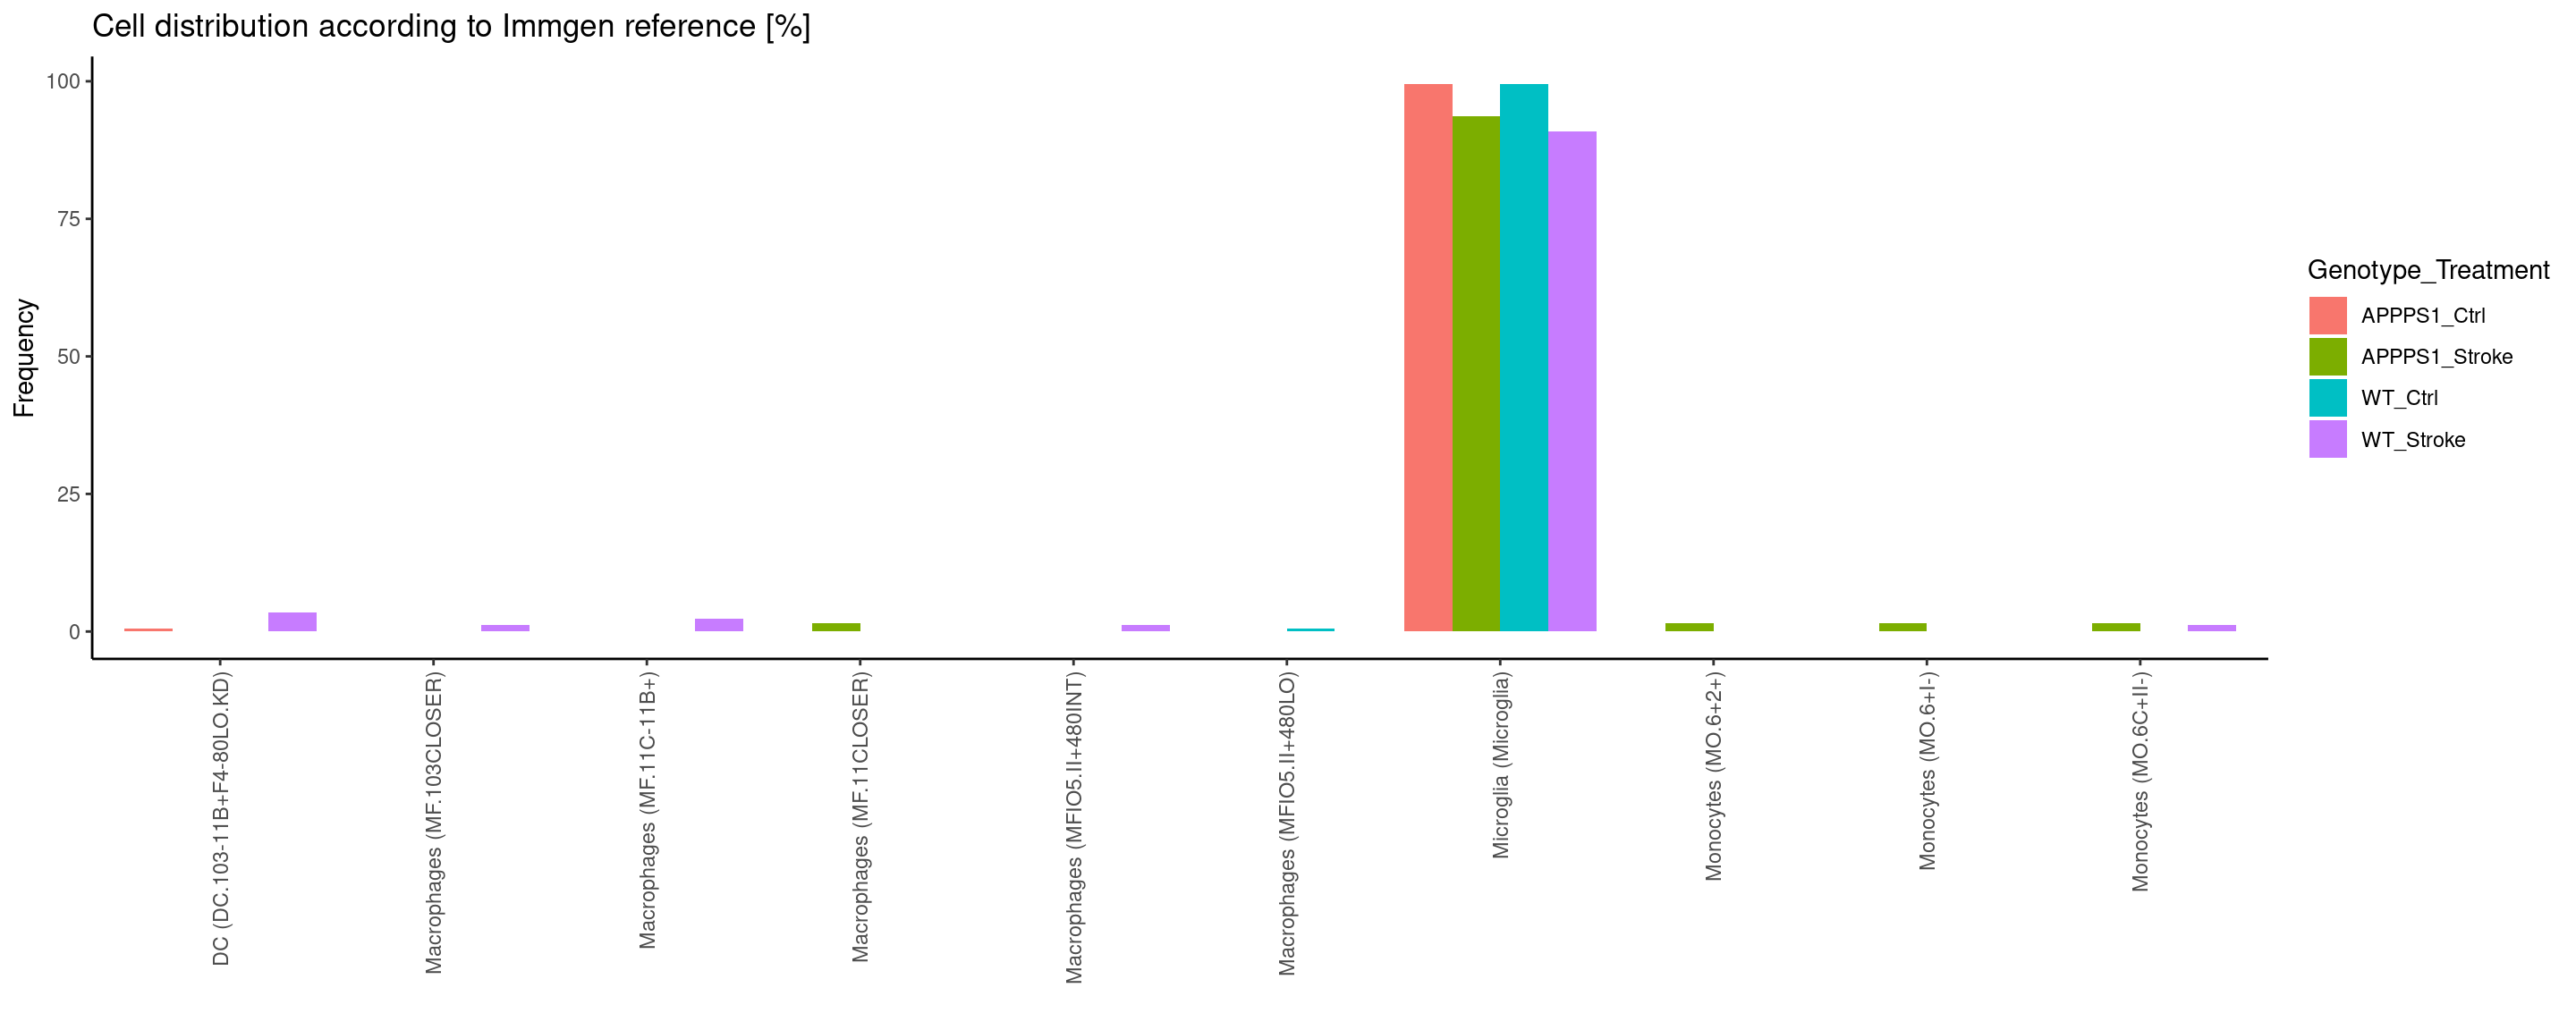 Cell distribution according to Immgen reference [%]
100
75
50
25
0
Frequency
DC (DC.103-11B+F4-80LO.KD)
Macrophages (MF.103CLOSER)
Macrophages (MF.11C-11B+)
Macrophages (MF.11CLOSER)
Macrophages (MFIO5.II+480INT)
Macrophages (MFIO5.II+480LO)
Microglia (Microglia)
Monocytes (MO.6+2+)
Monocytes (MO.6+I-)
Monocytes (MO.6C+II-)
Genotype_Treatment
APPPS1_Ctrl
APPPS1_Stroke
WT_Ctrl
WT_Stroke